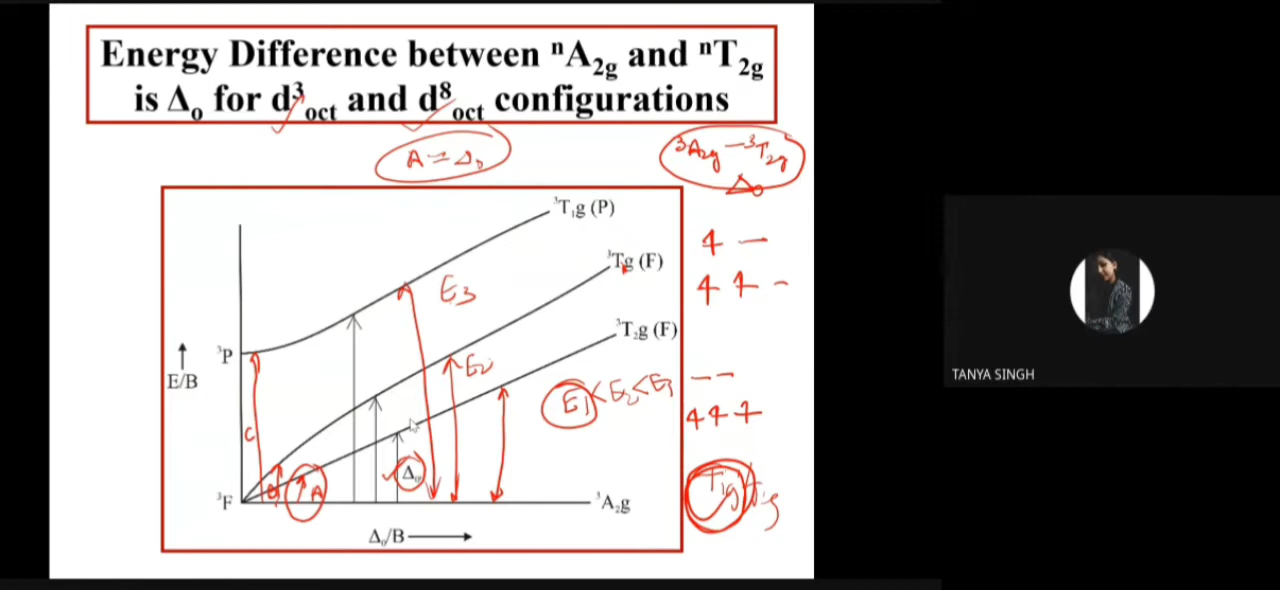 Energy Difference between ⁿA₂g and ⁿT₂g
is Δₒ for d³oct and d⁸oct configurations
A = Δₒ
³A₂g - ³T₂g
Δₒ
³T₁g (P)
³Tg (F)
E₃
³T₂g (F)
³P
E/B
E₂
E₁ < E₂ < E₃
C
Δₒ
A
³F
³A₂g
T₁g
Δₒ/B
TANYA SINGH